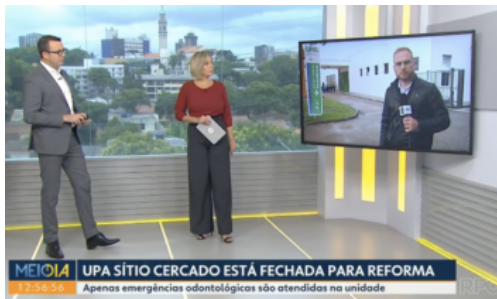 UPA SÍTIO CERCADO ESTÁ FECHADA PARA REFORMA
MEIODIA
12:56:56
Apenas emergências odontológicas são atendidas na unidade